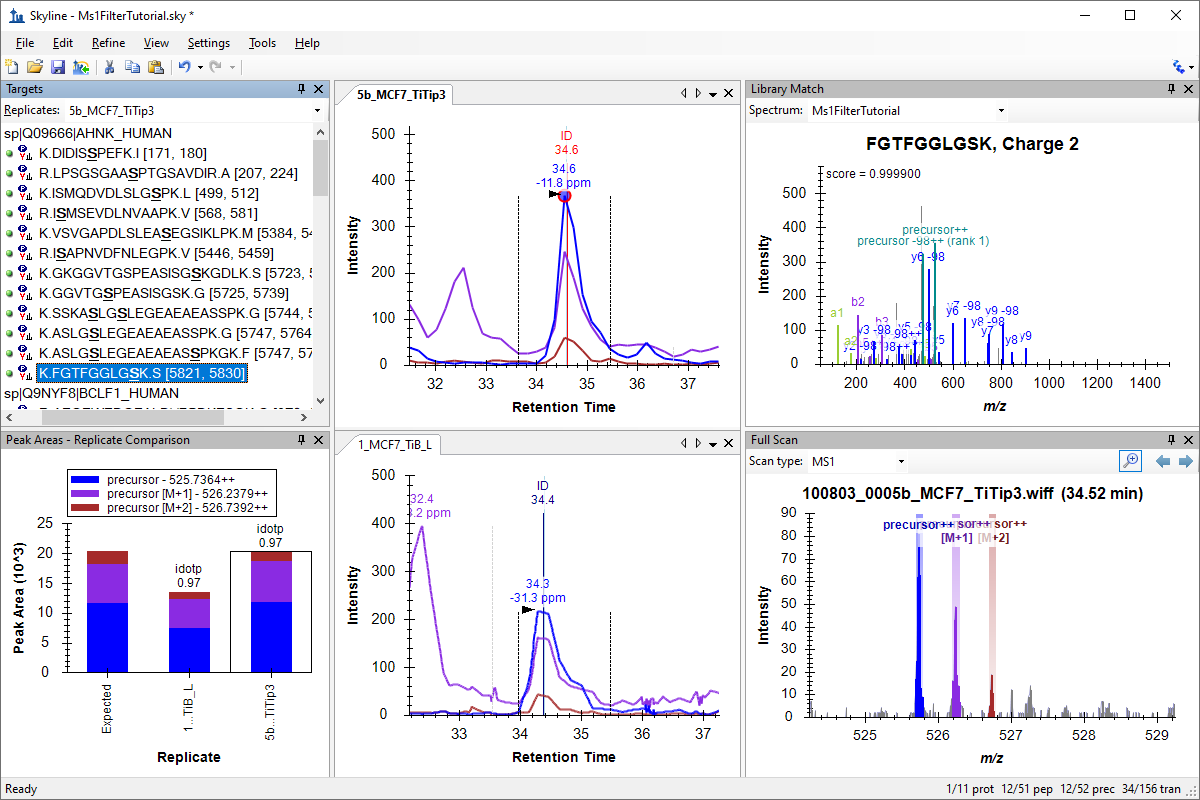 Skyline - Ms1FilterTutorial.sky *
File Edit Refine View Settings Tools Help
Targets
Replicates: 5b_MCF7_TiTip3
sp|Q09666|AHNK_HUMAN
K.DIDISSPEFK.I [171, 180]
R.LPSGSGAASPTGSAVDIR.A [207, 224]
K.ISMQDVDLSLGSPK.L [499, 512]
R.ISMSEVDLNVAAPK.V [568, 581]
K.VSVGAPDLSLEASEGSIKLPK.M [5384, 54
R.ISAPNVDFNLEGPK.V [5446, 5459]
K.GKGGVTGSPEASISGSKGDLK.S [5723, 5
K.GGVTGSPEASISGSK.G [5725, 5739]
K.SSKASLGSLEGEAEAEASSPK.G [5744, 5
K.ASLGSLEGEAEAEASSPK.G [5747, 5764
K.ASLGSLEGEAEAEASSPKGK.F [5747, 57
K.FGTFGGLGSK.S [5821, 5830]
sp|Q9NYF8|BCLF1_HUMAN
Peak Areas - Replicate Comparison
precursor - 525.7364++
precursor [M+1] - 526.2379++
precursor [M+2] - 526.7392++
Peak Area (10^3)
25
20
15
10
5
0
idotp
0.97
idotp
0.97
Expected
1...TiB_L
5b...TiTip3
Replicate
5b_MCF7_TiTip3
Intensity
500
400
300
200
100
0
ID
34.6
34.6
-11.8 ppm
32 33 34 35 36 37
Retention Time
1_MCF7_TiB_L
Intensity
500
400
300
200
100
0
32.4
ID
34.4
34.3
-31.3 ppm
33 34 35 36 37
Retention Time
Library Match
Spectrum: Ms1FilterTutorial
FGTFGGLGSK, Charge 2
score = 0.999900
Intensity
500
400
300
200
100
0
precursor++
precursor -98++ (rank 1)
y6 -98
b2
a1
y7 -98
y9 -98
y8 -98
y3 -98
y7
y8
y9
200 400 600 800 1000 1200 1400
m/z
Full Scan
Scan type: MS1
100803_0005b_MCF7_TiTip3.wiff (34.52 min)
Intensity
90
80
70
60
50
40
30
20
10
0
precursor++
[M+1] [M+2]
525 526 527 528 529
m/z
Ready
1/11 prot 12/51 pep 12/52 prec 34/156 tran